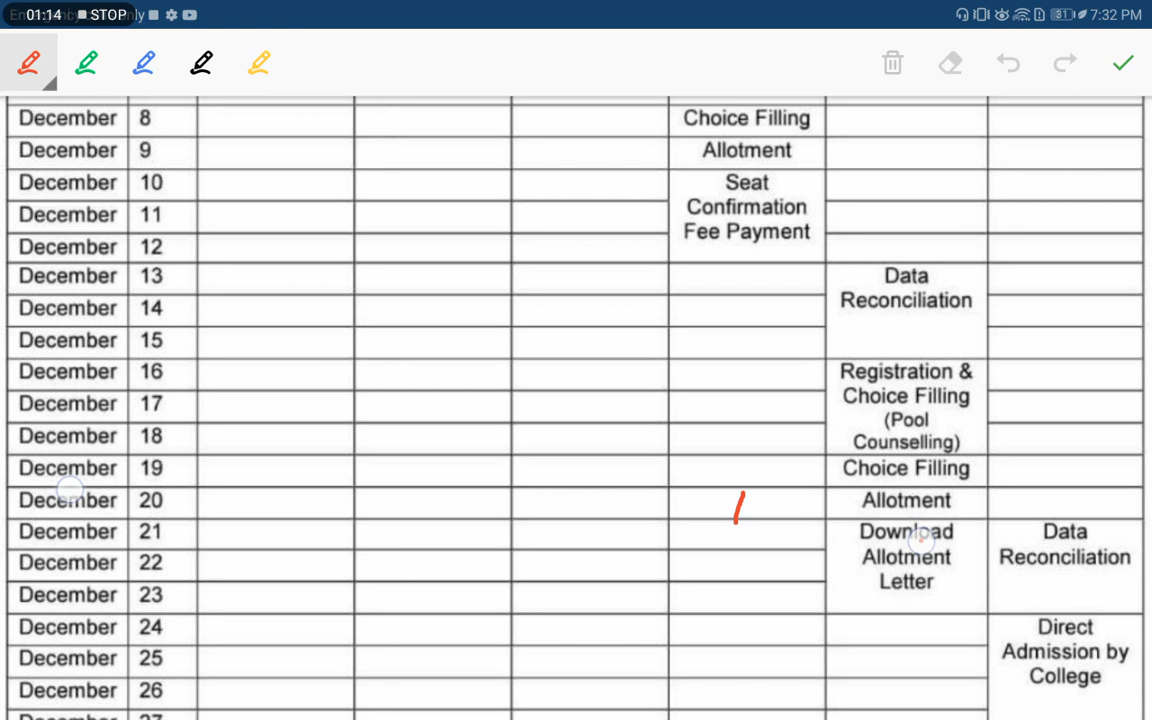 01:14 STOP
31 7:32 PM
December 8 Choice Filling
December 9 Allotment
December 10 Seat
December 11 Confirmation
December 12 Fee Payment
December 13 Data
December 14 Reconciliation
December 15
December 16 Registration &
December 17 Choice Filling
(Pool
December 18 Counselling)
December 19 Choice Filling
December 20 Allotment
December 21 Download Data
December 22 Allotment Reconciliation
December 23 Letter
December 24 Direct
December 25 Admission by
December 26 College
December 27